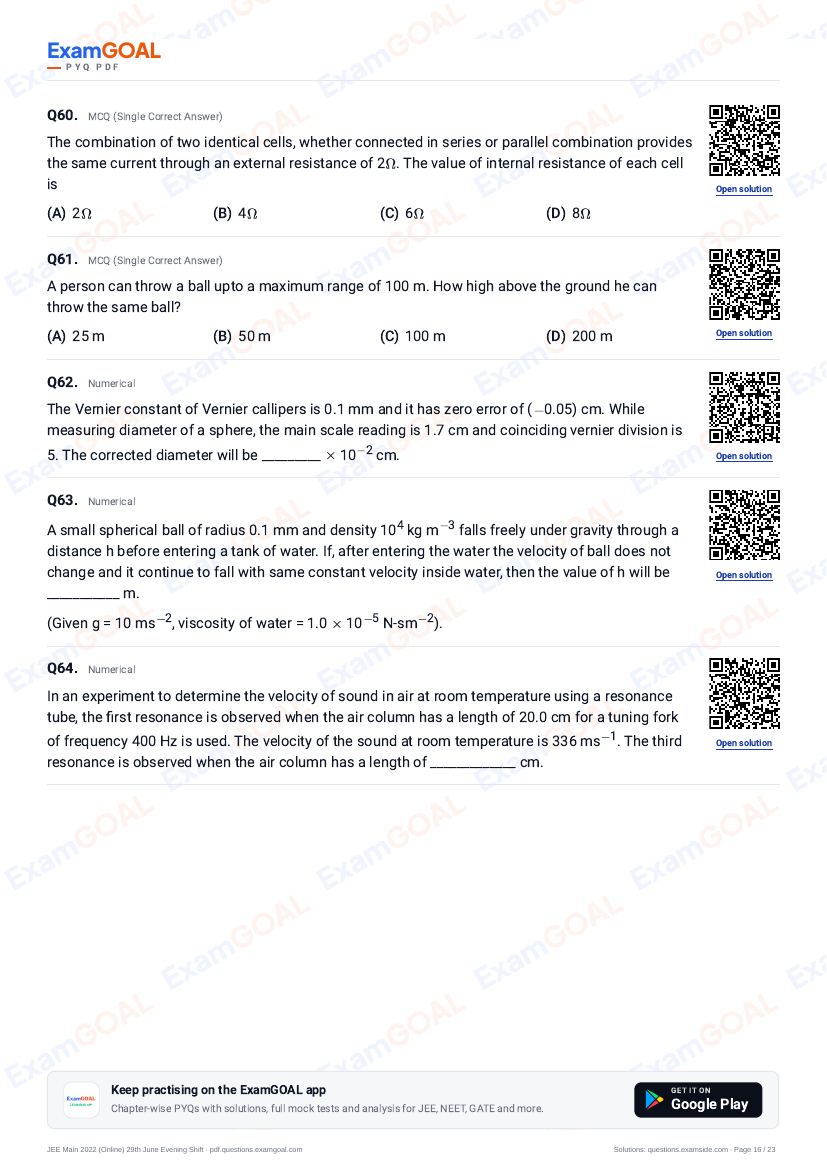 ExamGOAL
PYQ PDF
Q60. MCQ (Single Correct Answer)
The combination of two identical cells, whether connected in series or parallel combination provides
the same current through an external resistance of 2Ω. The value of internal resistance of each cell
is
(A) 2Ω (B) 4Ω (C) 6Ω (D) 8Ω
Open solution
Q61. MCQ (Single Correct Answer)
A person can throw a ball upto a maximum range of 100 m. How high above the ground he can
throw the same ball?
(A) 25 m (B) 50 m (C) 100 m (D) 200 m
Open solution
Q62. Numerical
The Vernier constant of Vernier callipers is 0.1 mm and it has zero error of (−0.05) cm. While
measuring diameter of a sphere, the main scale reading is 1.7 cm and coinciding vernier division is
5. The corrected diameter will be ________ × 10⁻² cm.
Open solution
Q63. Numerical
A small spherical ball of radius 0.1 mm and density 10⁴ kg m⁻³ falls freely under gravity through a
distance h before entering a tank of water. If, after entering the water the velocity of ball does not
change and it continue to fall with same constant velocity inside water, then the value of h will be
__________ m.
(Given g = 10 ms⁻², viscosity of water = 1.0 × 10⁻⁵ N-sm⁻²).
Open solution
Q64. Numerical
In an experiment to determine the velocity of sound in air at room temperature using a resonance
tube, the first resonance is observed when the air column has a length of 20.0 cm for a tuning fork
of frequency 400 Hz is used. The velocity of the sound at room temperature is 336 ms⁻¹. The third
resonance is observed when the air column has a length of ____________ cm.
Open solution
Keep practising on the ExamGOAL app
Chapter-wise PYQs with solutions, full mock tests and analysis for JEE, NEET, GATE and more.
GET IT ON
Google Play
JEE Main 2022 (Online) 29th June Evening Shift · pdf.questions.examgoal.com
Solutions: questions.examside.com · Page 16 / 23